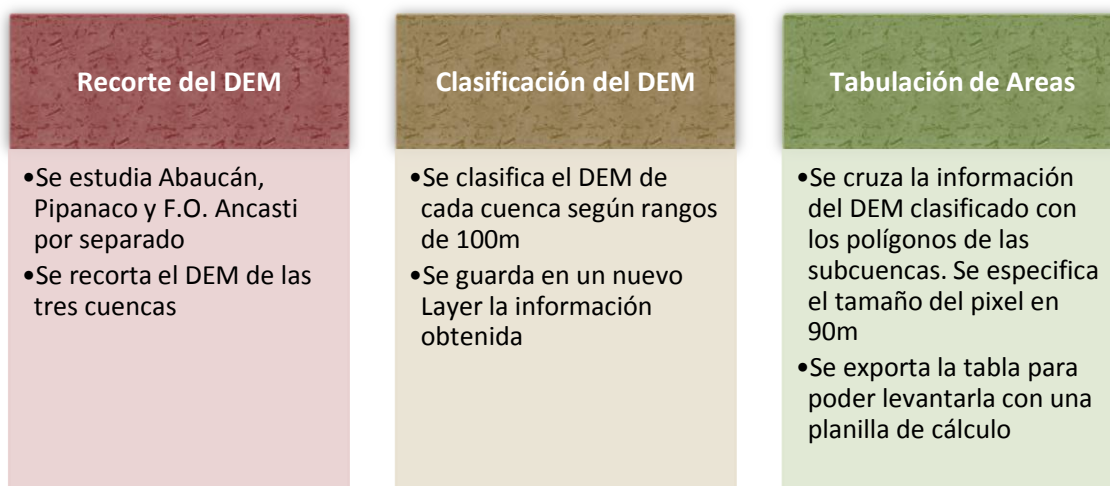 Recorte del DEM
•Se estudia Abaucán,
Pipanaco y F.O. Ancasti
por separado
•Se recorta el DEM de las
tres cuencas
Clasificación del DEM
•Se clasifica el DEM de
cada cuenca según rangos
de 100m
•Se guarda en un nuevo
Layer la información
obtenida
Tabulación de Areas
•Se cruza la información
del DEM clasificado con
los polígonos de las
subcuencas. Se especifica
el tamaño del pixel en
90m
•Se exporta la tabla para
poder levantarla con una
planilla de cálculo